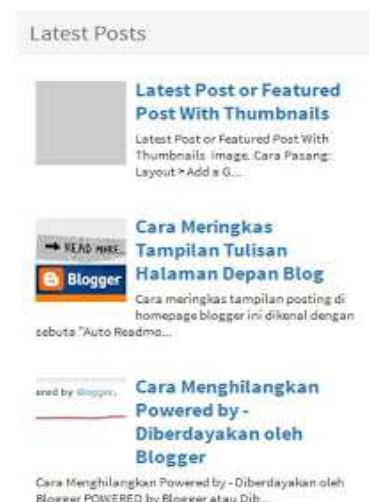 Latest Posts
Latest Post or Featured
Post With Thumbnails
Latest Post or Featured Post With
Thumbnails Image. Cara Pasang:
Layout > Add a G...
Cara Meringkas
Tampilan Tulisan
Halaman Depan Blog
READ MORE..
Blogger
Cara meringkas tampilan posting di
homepage blogger ini dikenal dengan
sebuta "Auto Readmo...
Cara Menghilangkan
Powered by -
Diberdayakan oleh
Blogger
ered by Blogger.
Cara Menghilangkan Powered by - Diberdayakan oleh
Blogger POWERED by Blogger atau Dib...